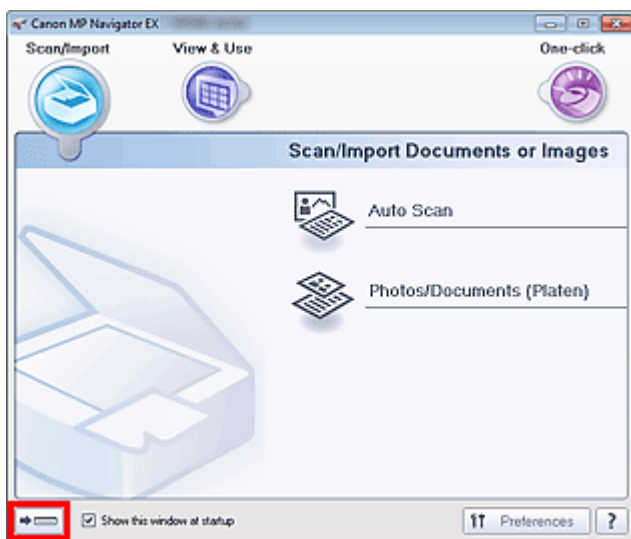 Canon MP Navigator EX
Scan/Import
View & Use
One-click
Scan/Import Documents or Images
Auto Scan
Photos/Documents (Platen)
Show this window at startup
Preferences
?